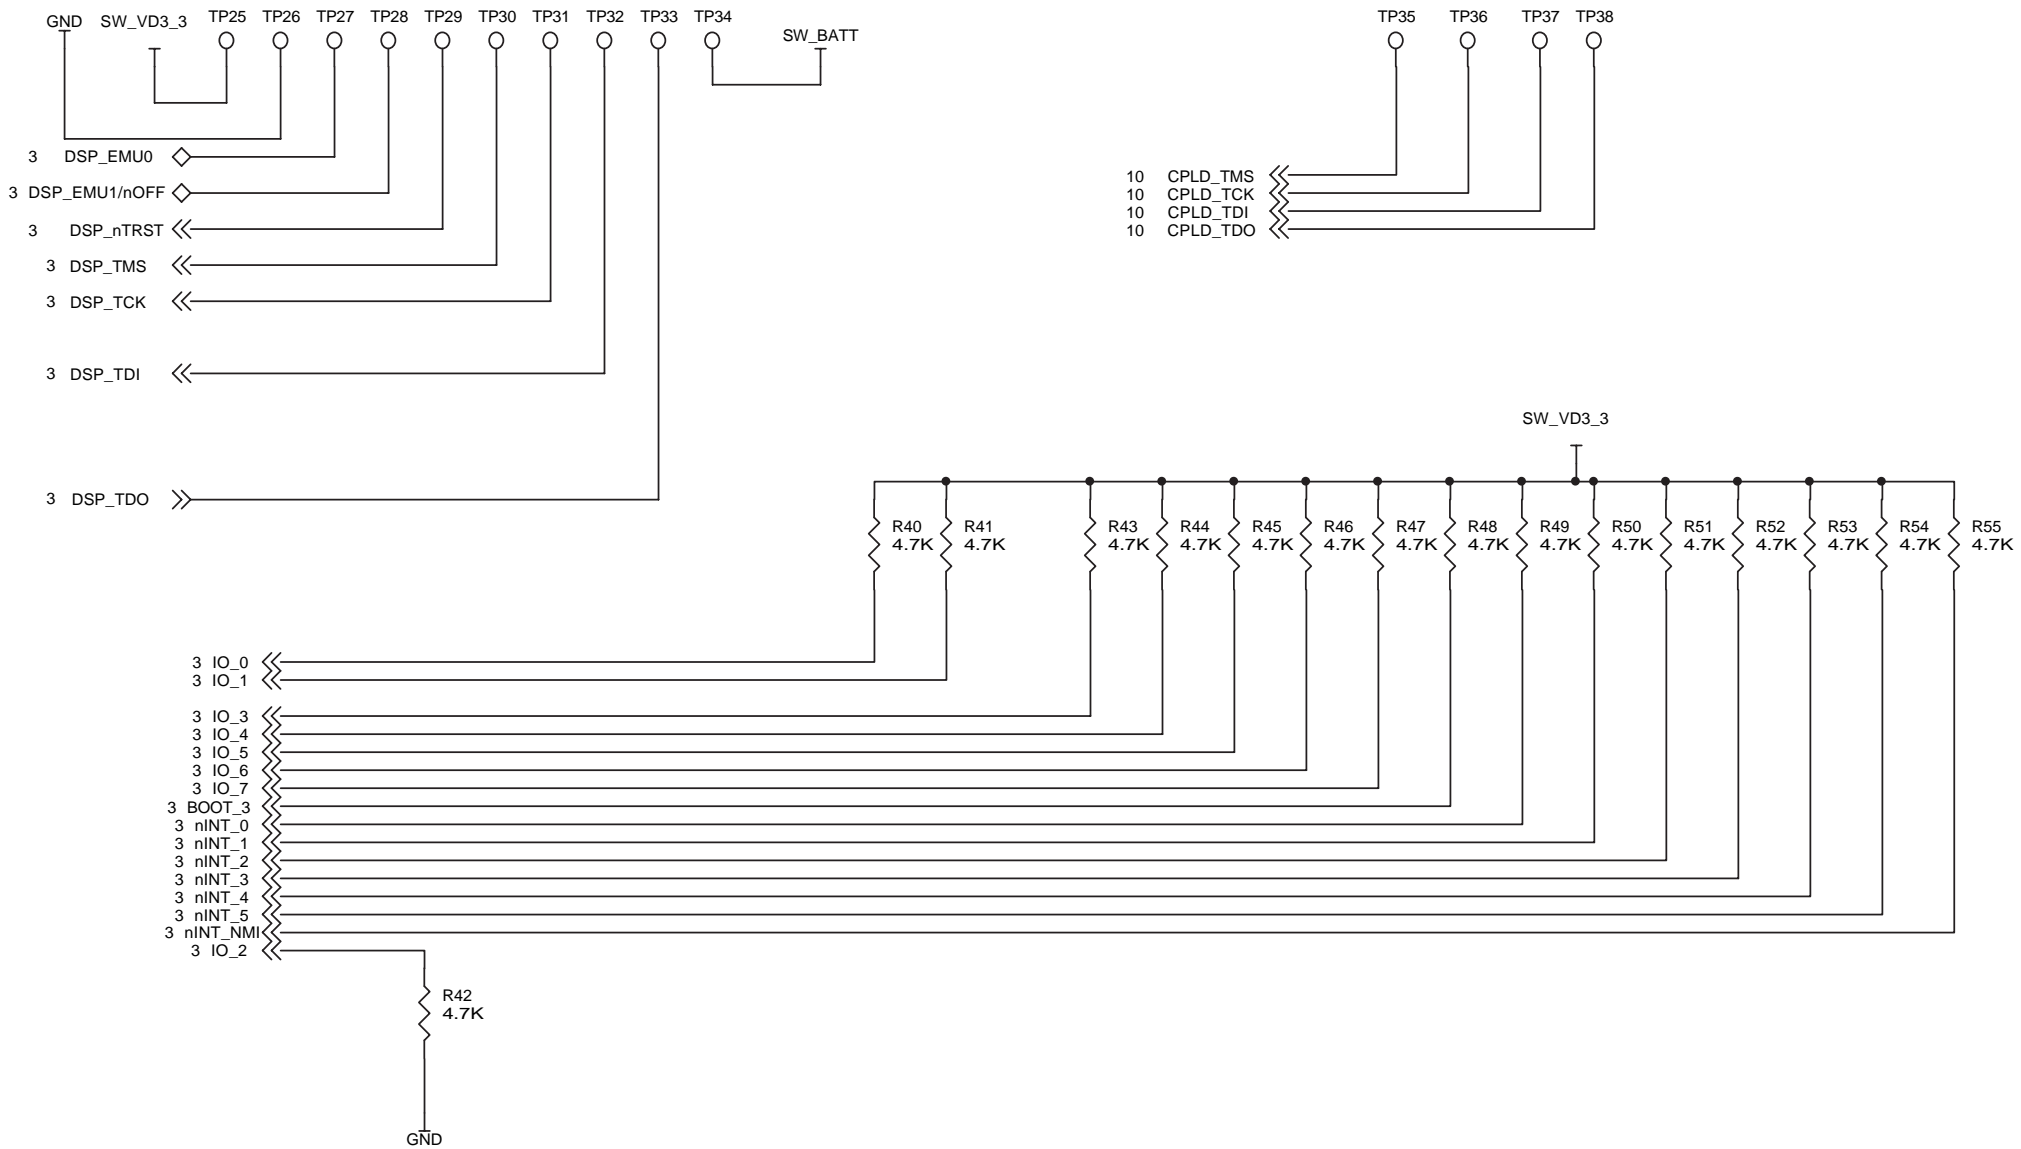 GND SW_VD3_3 TP25 TP26 TP27 TP28 TP29 TP30 TP31 TP32 TP33 TP34 TP35 TP36 TP37 TP38
SW_BATT
3 DSP_EMU0
3 DSP_EMU1/nOFF
3 DSP_nTRST
3 DSP_TMS
3 DSP_TCK
3 DSP_TDI
3 DSP_TDO
10 CPLD_TMS
10 CPLD_TCK
10 CPLD_TDI
10 CPLD_TDO
SW_VD3_3
R40 R41 R43 R44 R45 R46 R47 R48 R49 R50 R51 R52 R53 R54 R55
4.7K 4.7K 4.7K 4.7K 4.7K 4.7K 4.7K 4.7K 4.7K 4.7K 4.7K 4.7K 4.7K 4.7K 4.7K
3 IO_0
3 IO_1
3 IO_3
3 IO_4
3 IO_5
3 IO_6
3 IO_7
3 BOOT_3
3 nINT_0
3 nINT_1
3 nINT_2
3 nINT_3
3 nINT_4
3 nINT_5
3 nINT_NMI
3 IO_2
R42
4.7K
GND